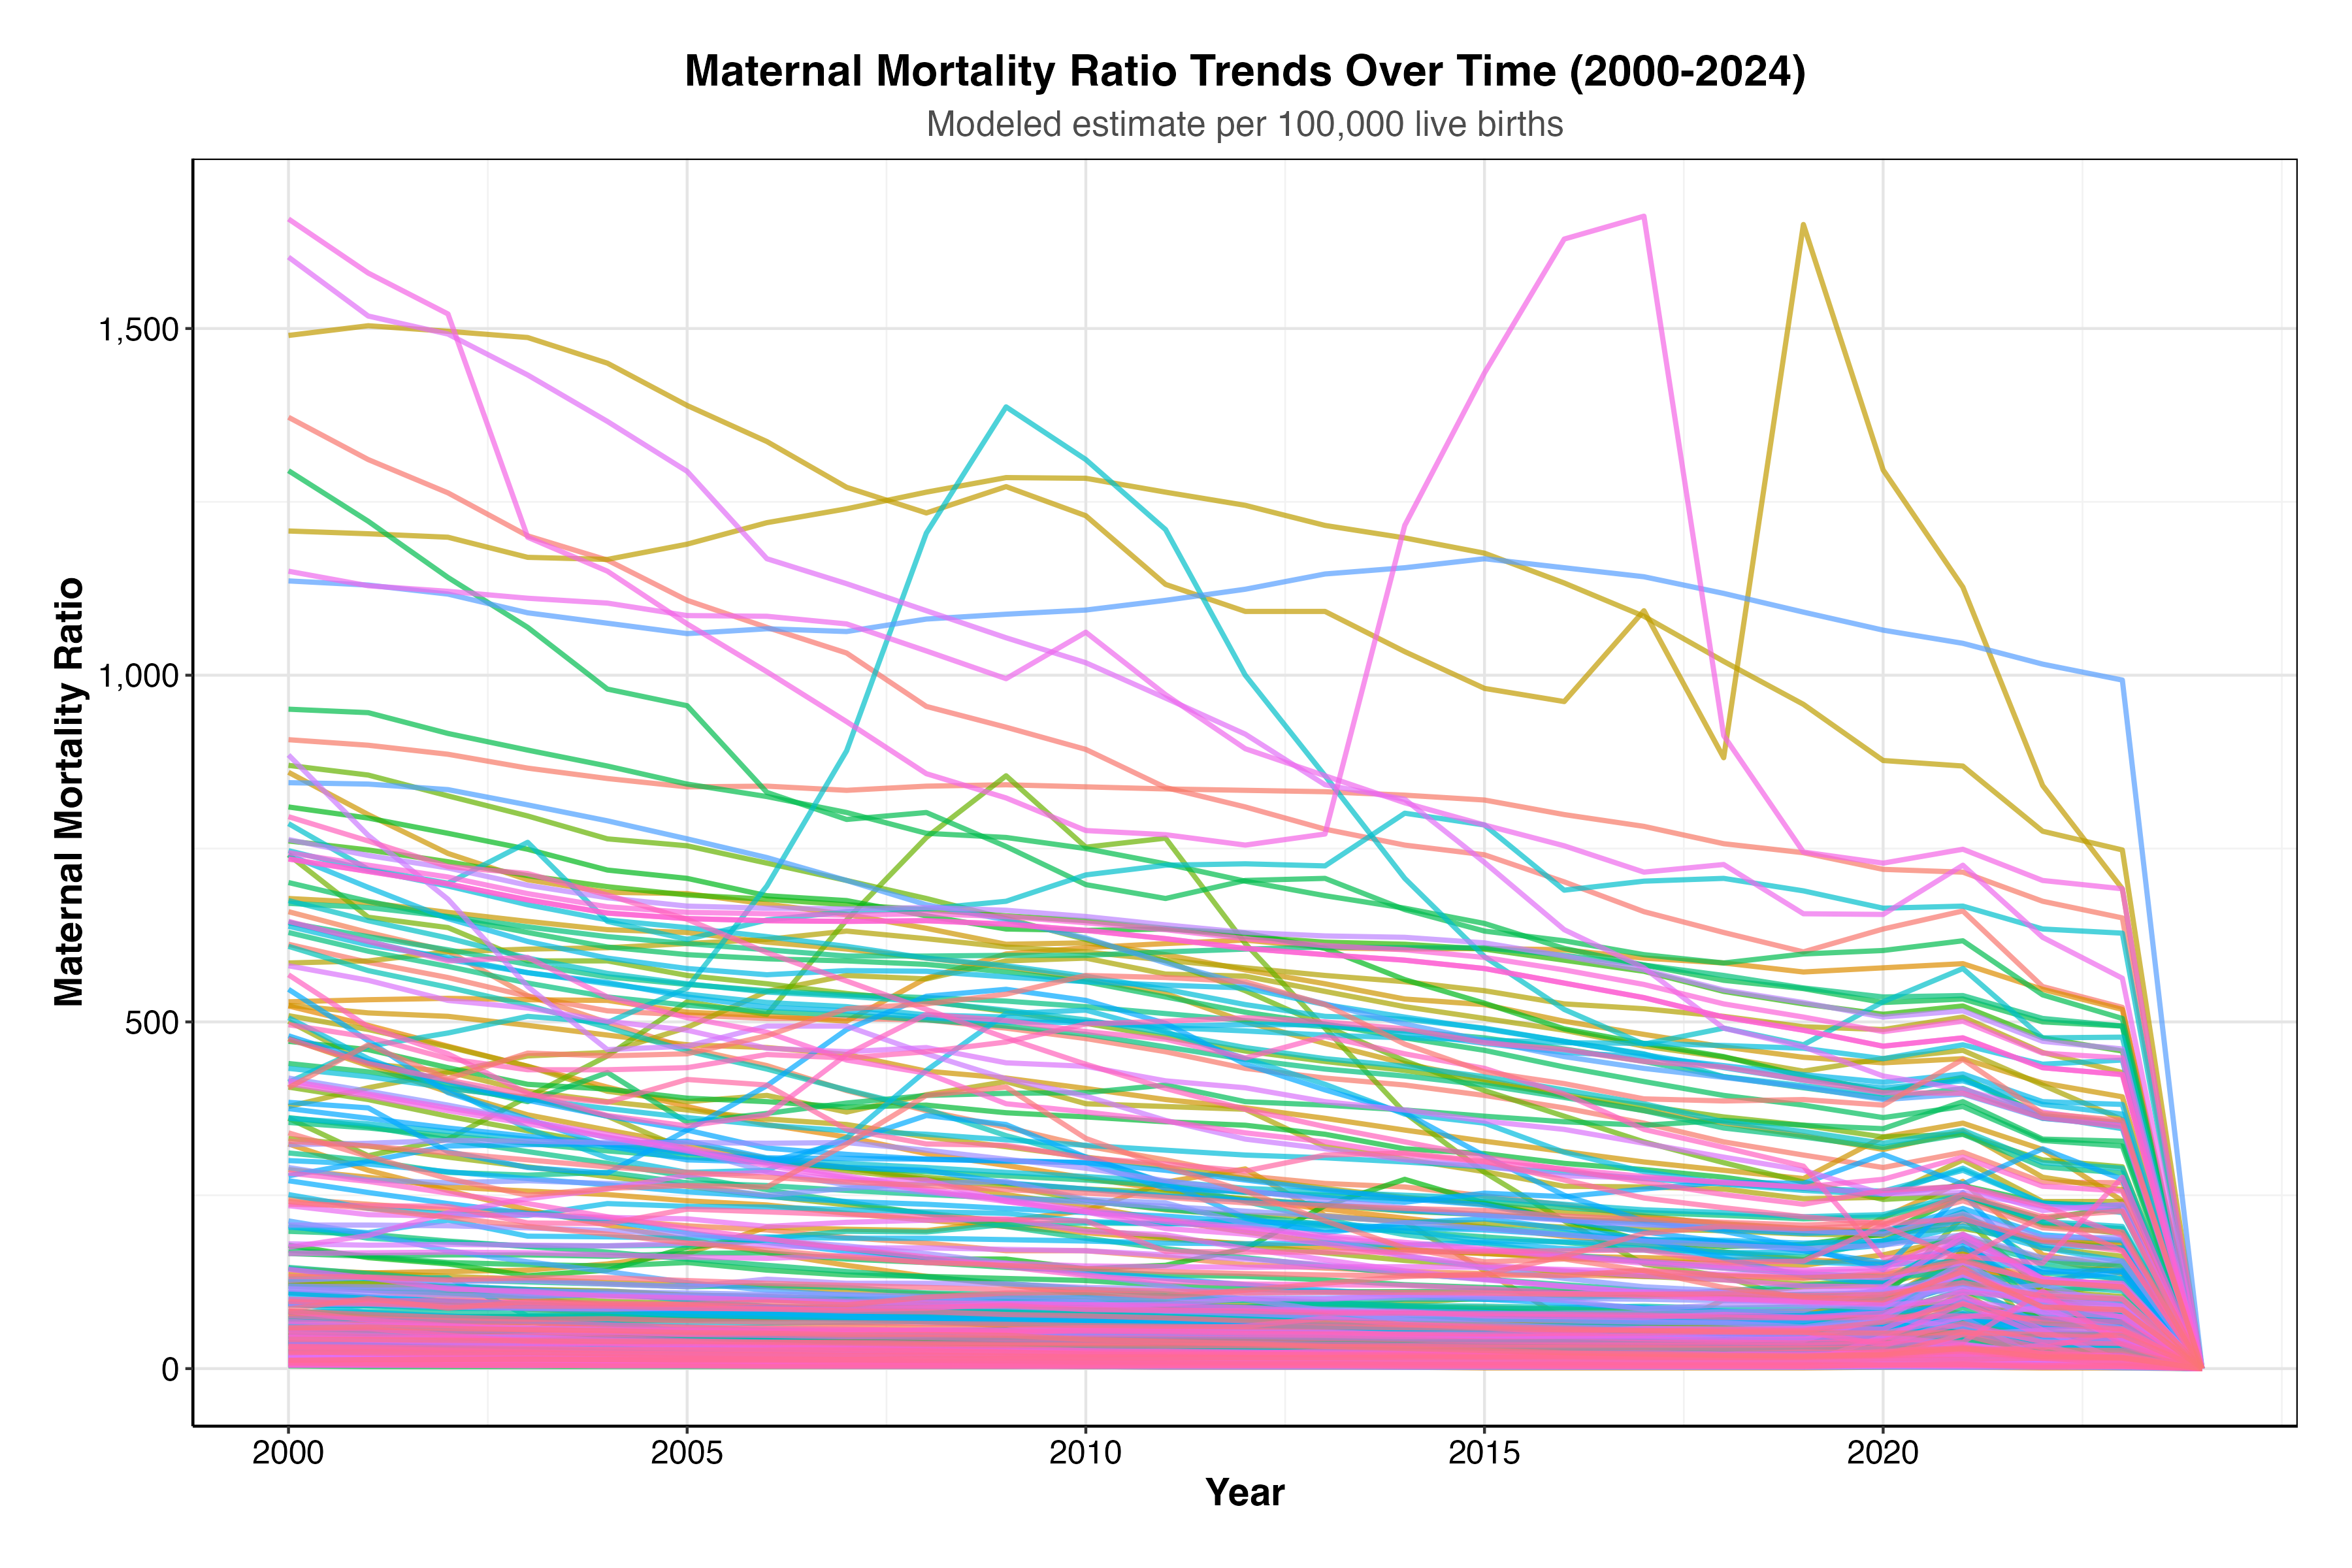 Maternal Mortality Ratio Trends Over Time (2000-2024)
Modeled estimate per 100,000 live births
Maternal Mortality Ratio
1,500
1,000
500
0
2000
2005
2010
2015
2020
Year